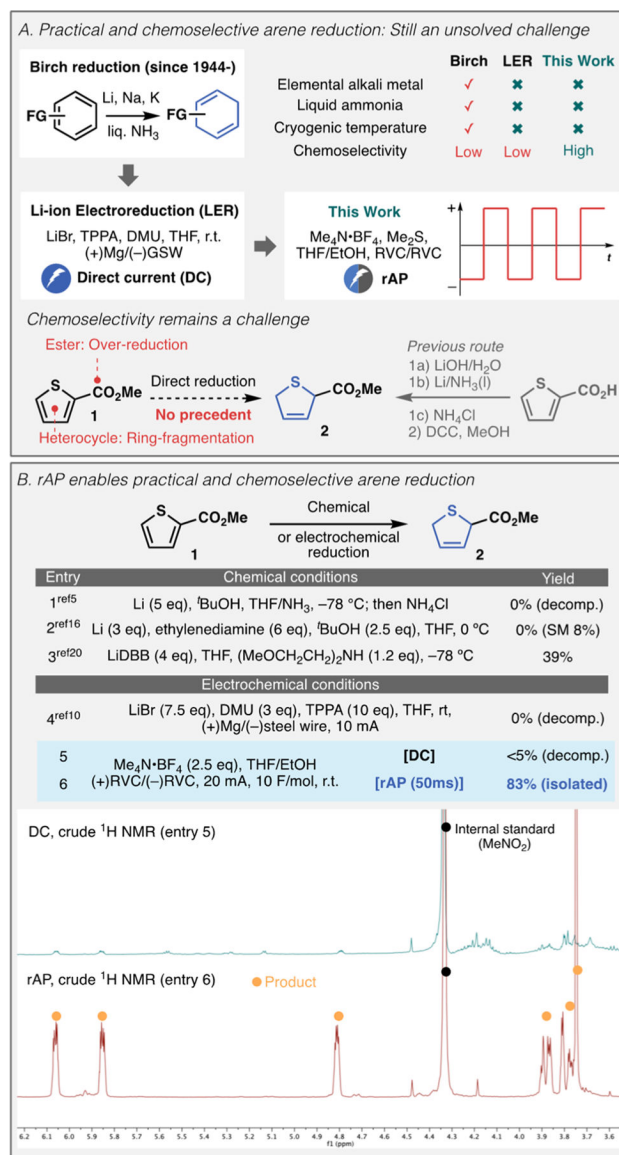 A. Practical and chemoselective arene reduction: Still an unsolved challenge
Birch reduction (since 1944-)
FG
Li, Na, K
liq. NH₃
FG
Birch LER This Work
Elemental alkali metal ✓ ✖ ✖
Liquid ammonia ✓ ✖ ✖
Cryogenic temperature ✓ ✖ ✖
Chemoselectivity Low Low High
Li-ion Electroreduction (LER)
LiBr, TPPA, DMU, THF, r.t.
(+)Mg/(–)GSW
Direct current (DC)
This Work
Me₄N•BF₄, Me₂S,
THF/EtOH, RVC/RVC
rAP
+
–
t
Chemoselectivity remains a challenge
Ester: Over-reduction
S
CO₂Me
1
Heterocycle: Ring-fragmentation
Direct reduction
No precedent
S
CO₂Me
2
Previous route
1a) LiOH/H₂O
1b) Li/NH₃(l)
1c) NH₄Cl
2) DCC, MeOH
S
CO₂H
B. rAP enables practical and chemoselective arene reduction
S
CO₂Me
1
Chemical
or electrochemical
reduction
S
CO₂Me
2
Entry Chemical conditions Yield
1ʳᵉᶠ⁵ Li (5 eq), ᵗBuOH, THF/NH₃, –78 °C; then NH₄Cl 0% (decomp.)
2ʳᵉᶠ¹⁶ Li (3 eq), ethylenediamine (6 eq), ᵗBuOH (2.5 eq), THF, 0 ºC 0% (SM 8%)
3ʳᵉᶠ²⁰ LiDBB (4 eq), THF, (MeOCH₂CH₂)₂NH (1.2 eq), –78 ºC 39%
Electrochemical conditions
4ʳᵉᶠ¹⁰ LiBr (7.5 eq), DMU (3 eq), TPPA (10 eq), THF, rt,
(+)Mg/(–)steel wire, 10 mA 0% (decomp.)
5 Me₄N•BF₄ (2.5 eq), THF/EtOH [DC] <5% (decomp.)
6 (+)RVC/(–)RVC, 20 mA, 10 F/mol, r.t. [rAP (50ms)] 83% (isolated)
DC, crude ¹H NMR (entry 5)
Internal standard
(MeNO₂)
rAP, crude ¹H NMR (entry 6)
Product
6.2 6.1 6.0 5.9 5.8 5.7 5.6 5.5 5.4 5.3 5.2 5.1 5.0 4.9 4.8 4.7 4.6 4.5 4.4 4.3 4.2 4.1 4.0 3.9 3.8 3.7 3.6
f1 (ppm)